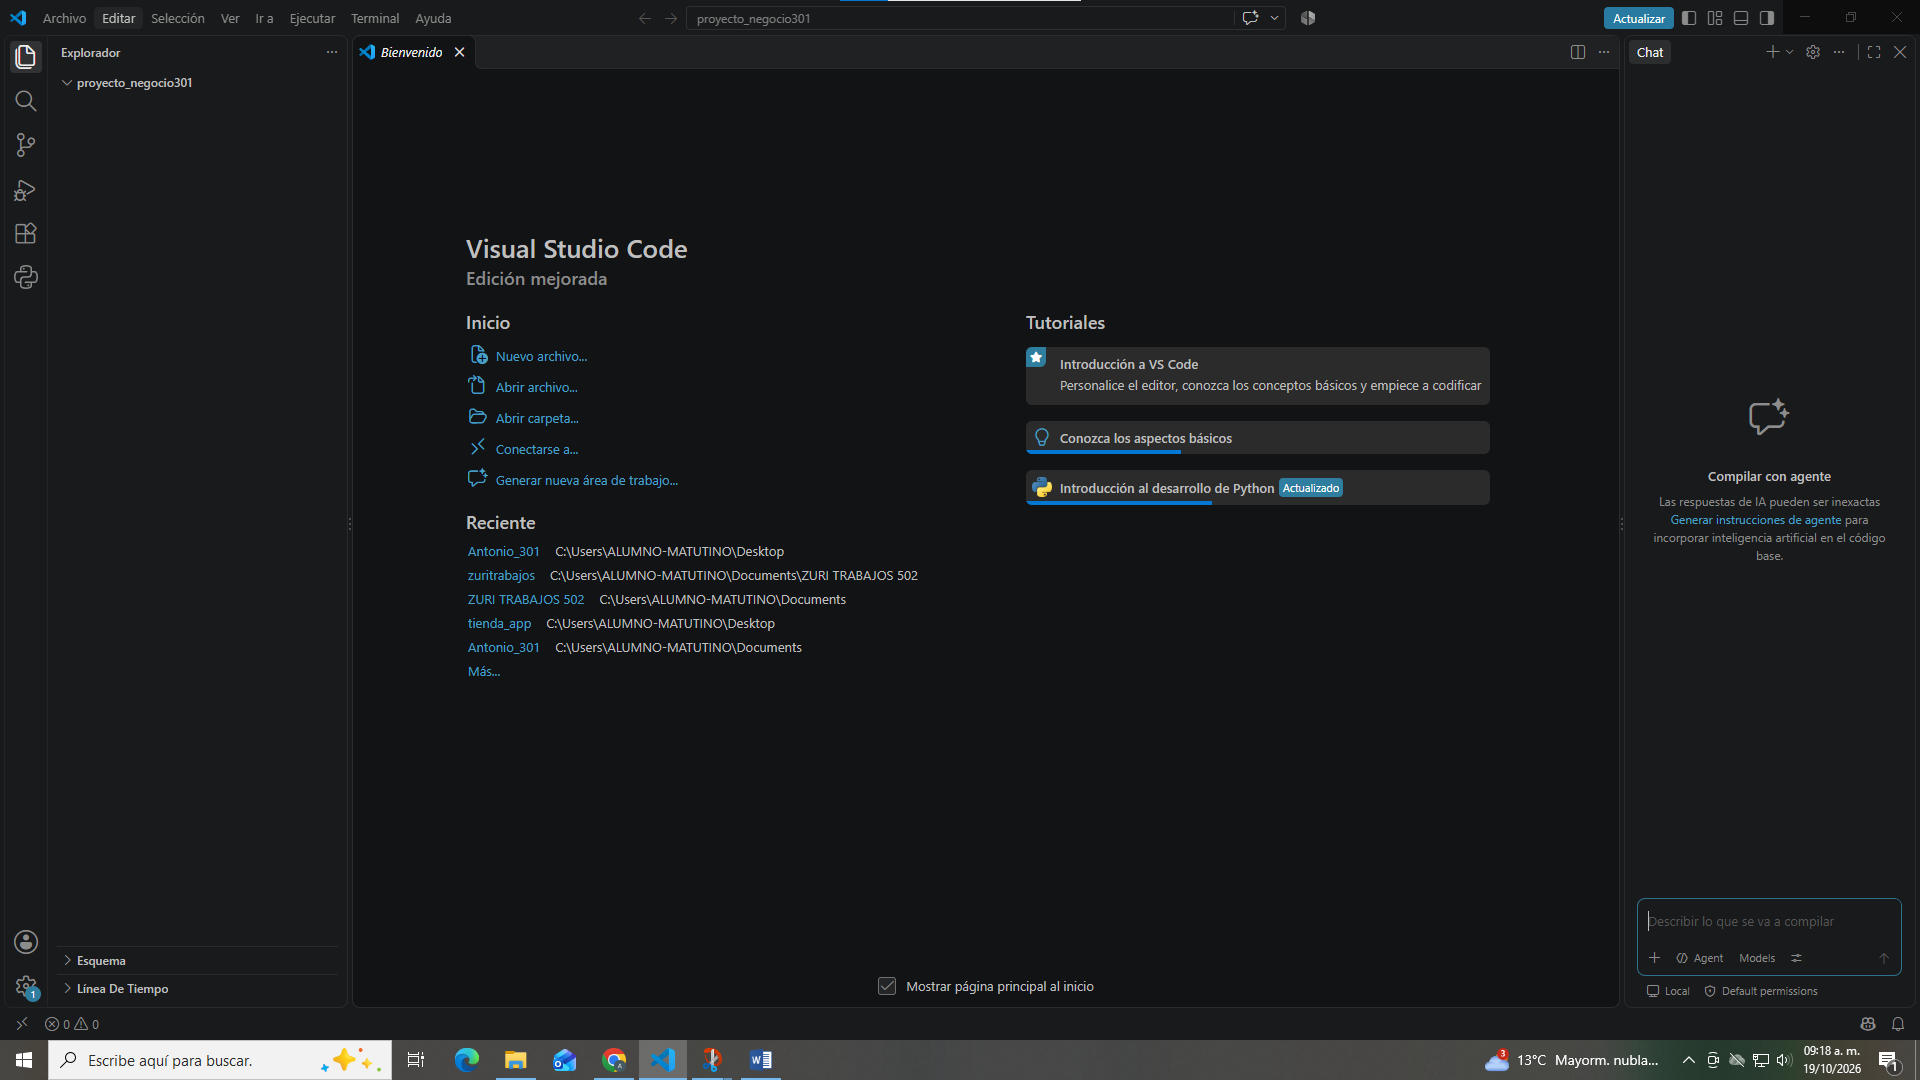 Archivo Editar Selección Ver Ir a Ejecutar Terminal Ayuda
proyecto_negocio301
Actualizar
Explorador
proyecto_negocio301
Bienvenido
Visual Studio Code
Edición mejorada
Inicio
Nuevo archivo...
Abrir archivo...
Abrir carpeta...
Conectarse a...
Generar nueva área de trabajo...
Reciente
Antonio_301 C:\Users\ALUMNO-MATUTINO\Desktop
zuritrabajos C:\Users\ALUMNO-MATUTINO\Documents\ZURI TRABAJOS 502
ZURI TRABAJOS 502 C:\Users\ALUMNO-MATUTINO\Documents
tienda_app C:\Users\ALUMNO-MATUTINO\Desktop
Antonio_301 C:\Users\ALUMNO-MATUTINO\Documents
Más...
Tutoriales
Introducción a VS Code
Personalice el editor, conozca los conceptos básicos y empiece a codificar
Conozca los aspectos básicos
Introducción al desarrollo de Python Actualizado
Mostrar página principal al inicio
Chat
Compilar con agente
Las respuestas de IA pueden ser inexactas
Generar instrucciones de agente para
incorporar inteligencia artificial en el código
base.
Describir lo que se va a compilar
Agent Models
Local Default permissions
Esquema
Línea De Tiempo
1
0 0
Escribe aquí para buscar.
3
13°C Mayorm. nubla...
09:18 a. m.
19/10/2026
1